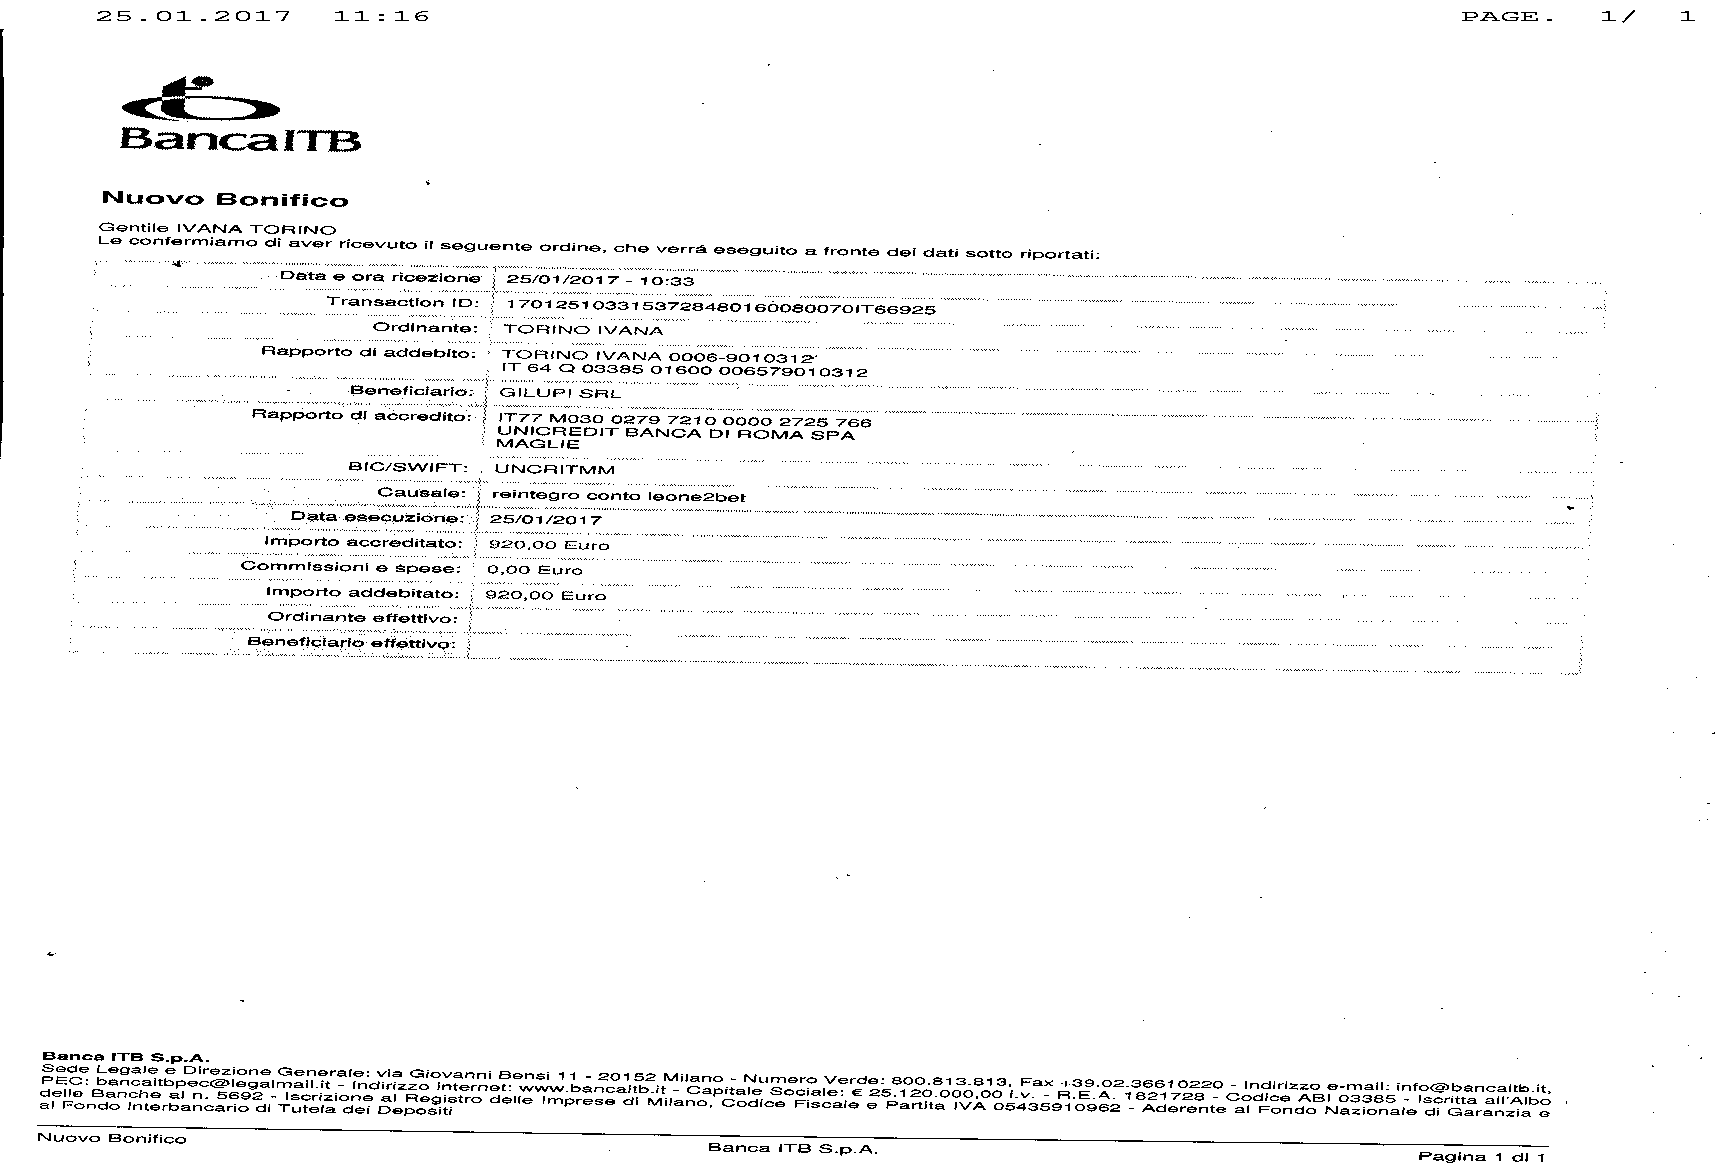 25.01.2017 11:16 PAGE. 1/ 1
BancaITB
Nuovo Bonifico
Gentile IVANA TORINO
Le confermiamo di aver ricevuto il seguente ordine, che verrá eseguito a fronte dei dati sotto riportati:
Data e ora ricezione 25/01/2017 - 10:33
Transaction ID: 170125103315372848016008007OIT66925
Ordinante: TORINO IVANA
Rapporto di addebito: TORINO IVANA 0006-9010312
IT 64 Q 03385 01600 006579010312
Beneficiario: GILUPI SRL
Rapporto di accredito: IT77 M030 0279 7210 0000 2725 766
UNICREDIT BANCA DI ROMA SPA
MAGLIE
BIC/SWIFT: UNCRITMM
Causale: reintegro conto leone2bet
Data esecuzione: 25/01/2017
Importo accreditato: 920,00 Euro
Commissioni e spese: 0,00 Euro
Importo addebitato: 920,00 Euro
Ordinante effettivo:
Beneficiario effettivo:
Banca ITB S.p.A.
Sede Legale e Direzione Generale: via Giovanni Bensi 11 - 20152 Milano - Numero Verde: 800.813.813, Fax +39.02.36610220 - Indirizzo e-mail: info@bancaitb.it,
PEC: bancaitbpec@legalmail.it - Indirizzo Internet: www.bancaitb.it - Capitale Sociale: € 25.120.000,00 i.v. - R.E.A. 1821728 - Codice ABI 03385 - Iscritta all'Albo
delle Banche al n. 5692 - Iscrizione al Registro delle Imprese di Milano, Codice Fiscale e Partita IVA 05435910962 - Aderente al Fondo Nazionale di Garanzia e
al Fondo Interbancario di Tutela dei Depositi
Nuovo Bonifico Banca ITB S.p.A. Pagina 1 di 1